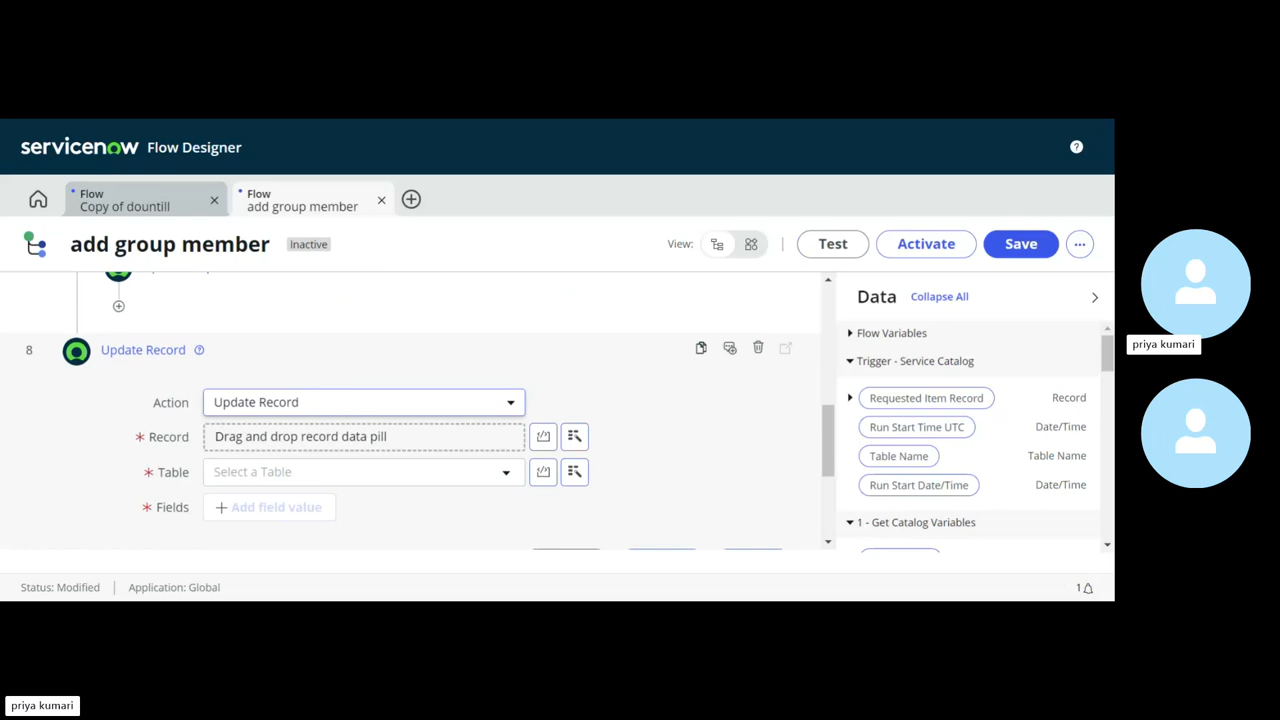 servicenow Flow Designer
Flow
Copy of dountill
Flow
add group member
add group member Inactive
View:
Test
Activate
Save
8 Update Record
Action Update Record
* Record Drag and drop record data pill
* Table Select a Table
* Fields + Add field value
Data Collapse All
Flow Variables
Trigger - Service Catalog
Requested Item Record Record
Run Start Time UTC Date/Time
Table Name Table Name
Run Start Date/Time Date/Time
1 - Get Catalog Variables
Status: Modified | Application: Global
1
priya kumari
priya kumari